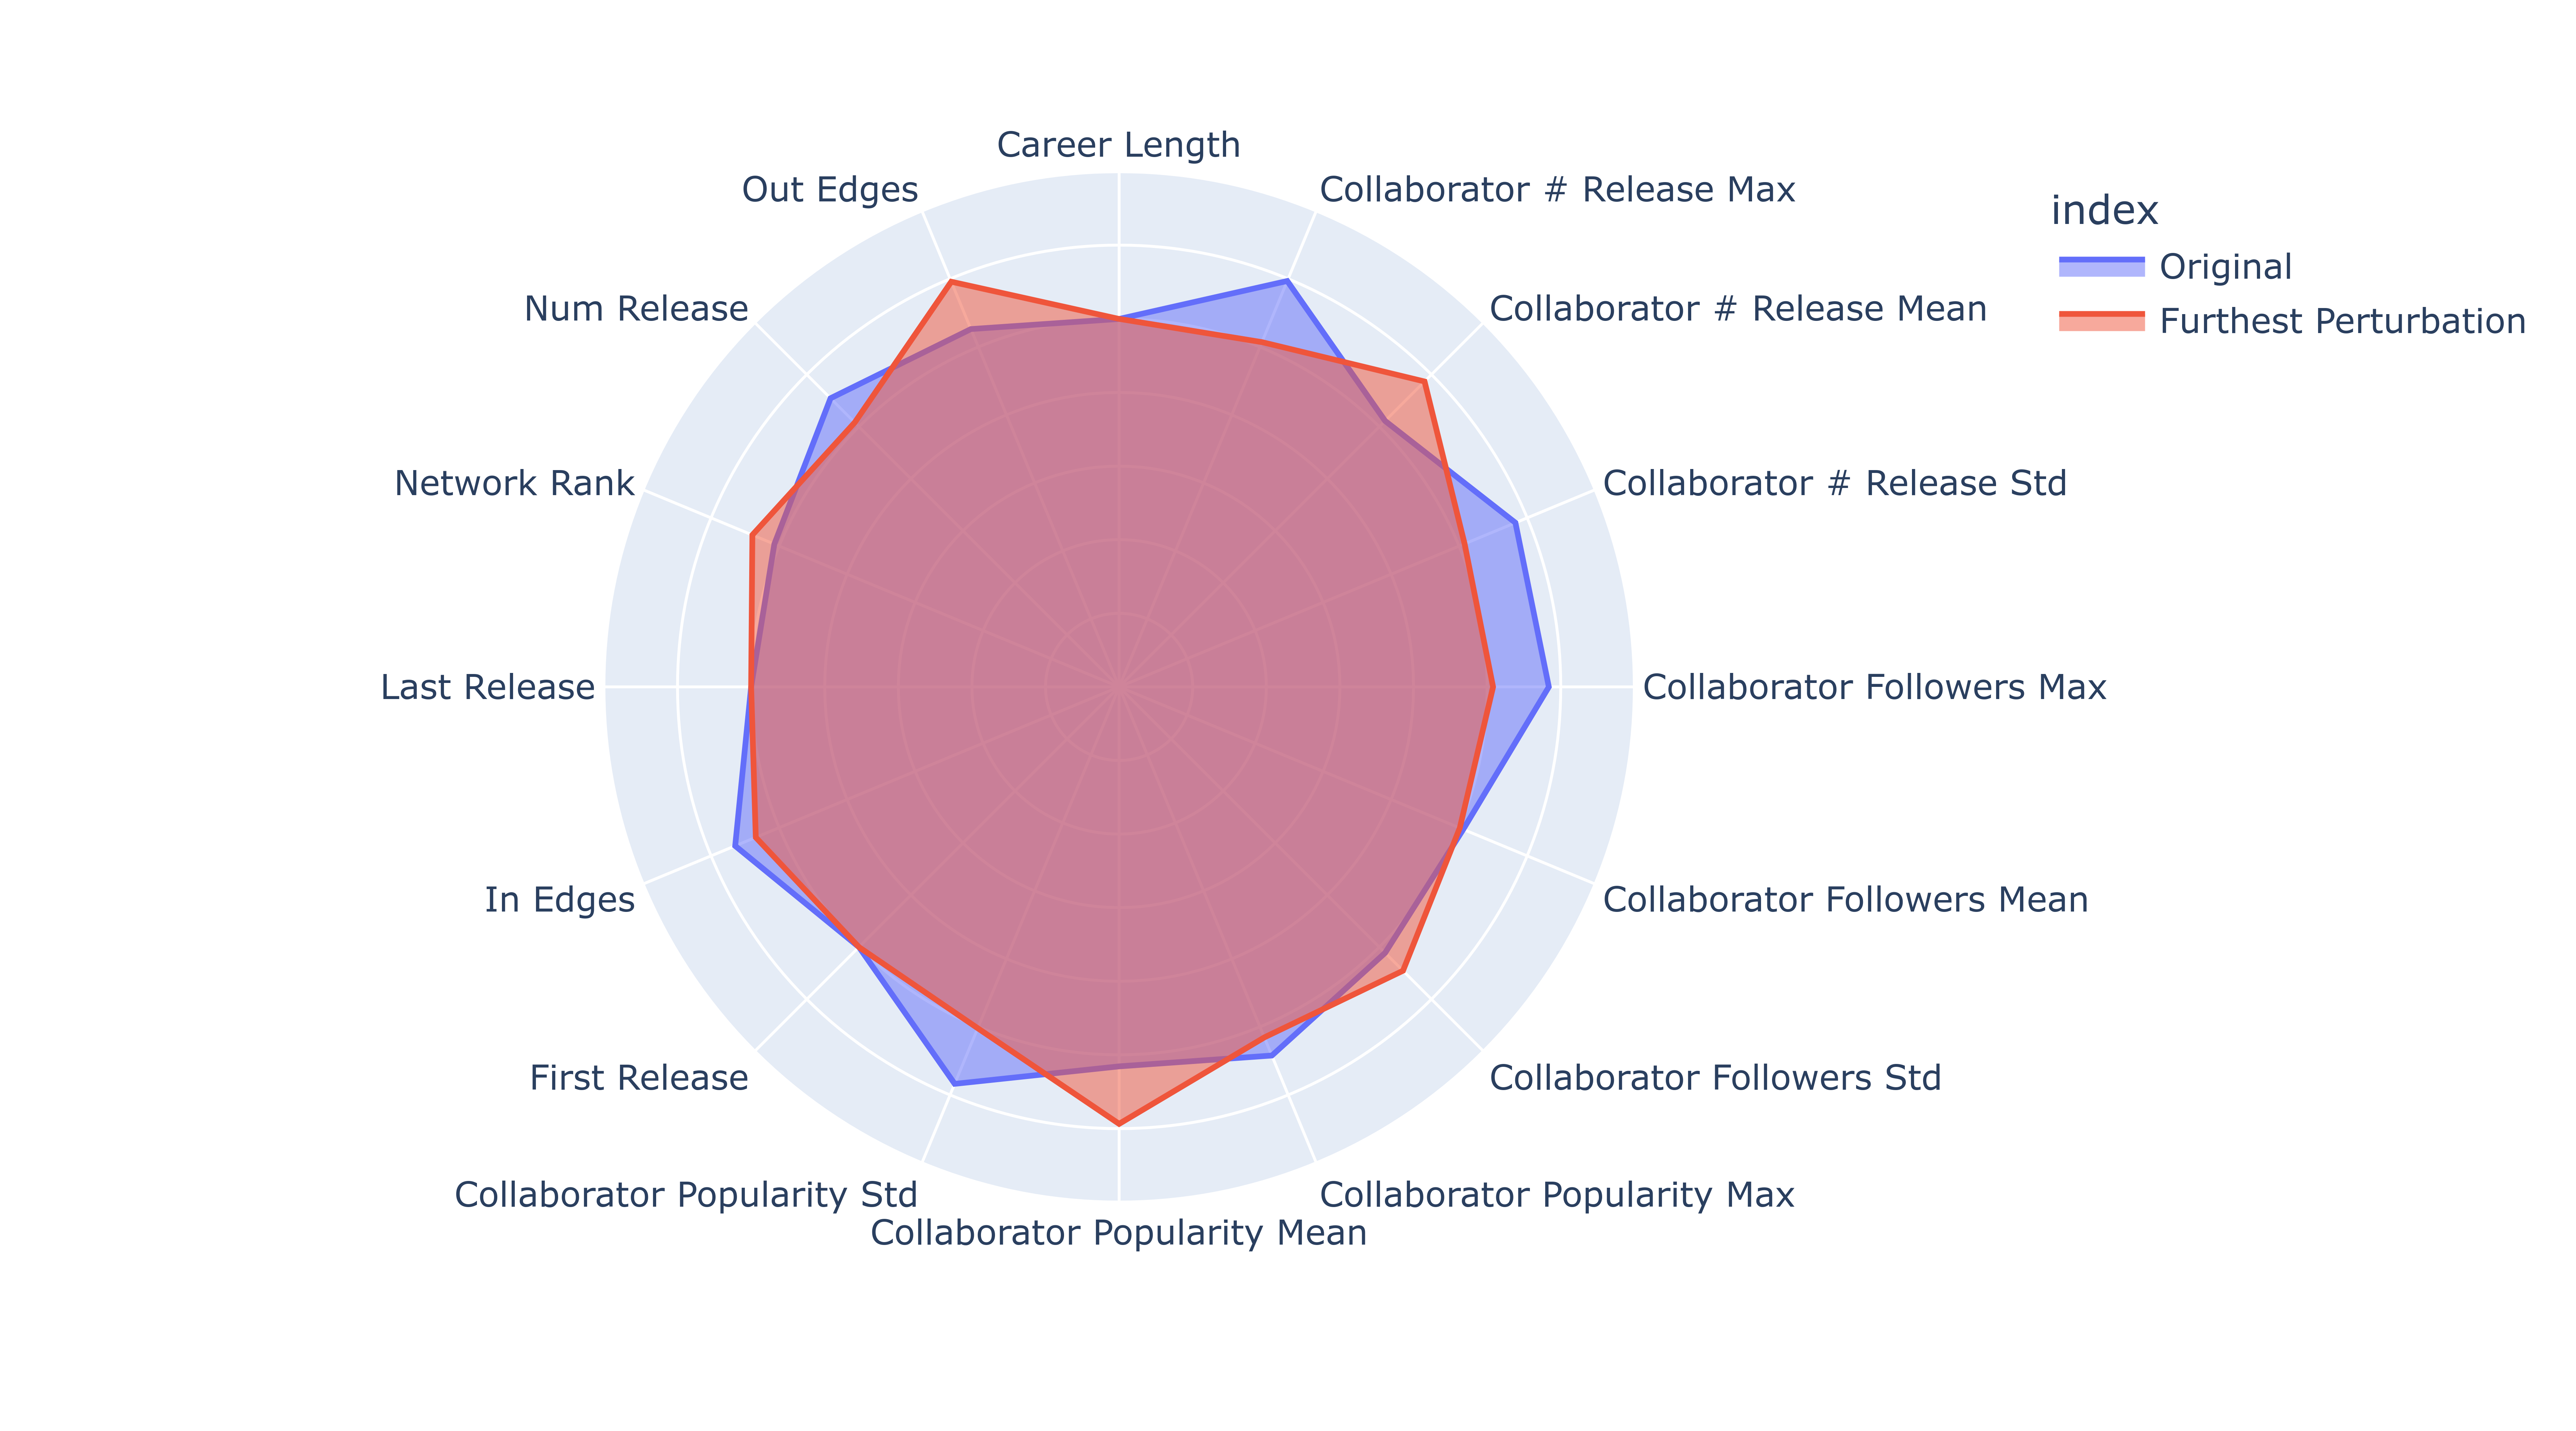 Career Length
Out Edges
Collaborator # Release Max
index
Original
Furthest Perturbation
Num Release
Collaborator # Release Mean
Network Rank
Collaborator # Release Std
Last Release
Collaborator Followers Max
In Edges
Collaborator Followers Mean
First Release
Collaborator Followers Std
Collaborator Popularity Std
Collaborator Popularity Max
Collaborator Popularity Mean